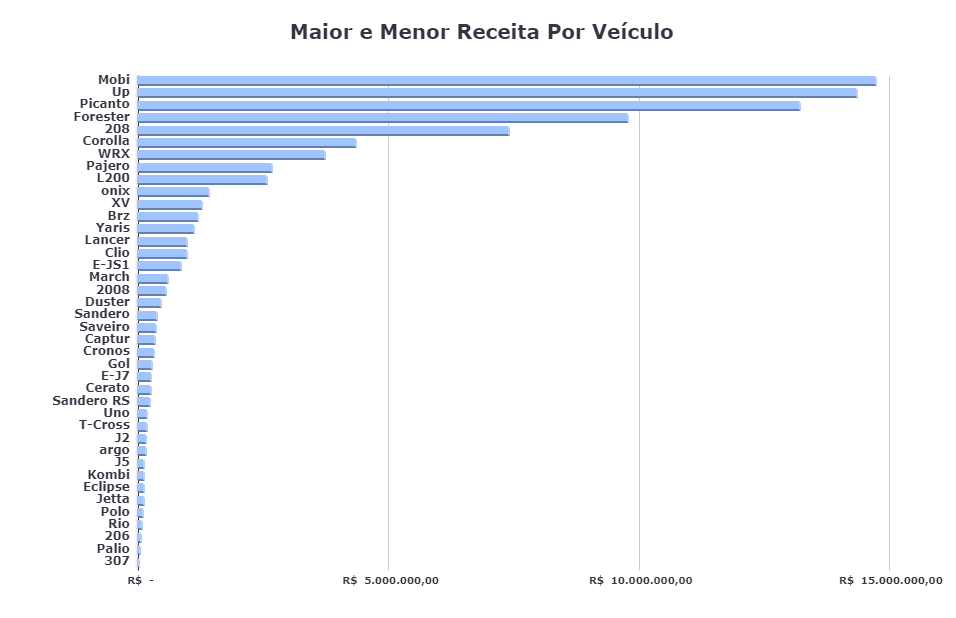 Maior e Menor Receita Por Veículo
Mobi
Up
Picanto
Forester
208
Corolla
WRX
Pajero
L200
onix
XV
Brz
Yaris
Lancer
Clio
E-JS1
March
2008
Duster
Sandero
Saveiro
Captur
Cronos
Gol
E-J7
Cerato
Sandero RS
Uno
T-Cross
J2
argo
J5
Kombi
Eclipse
Jetta
Polo
Rio
206
Palio
307
R$ - R$ 5.000.000,00 R$ 10.000.000,00 R$ 15.000.000,00